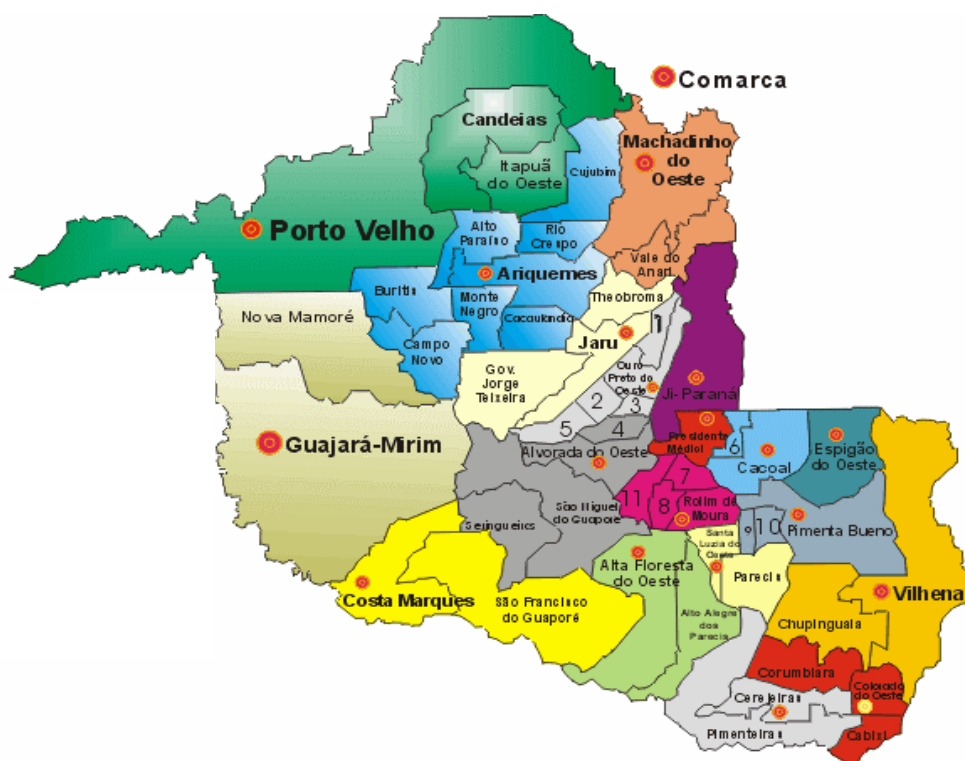 Comarca
Candeias
Machadinho
do
Oeste
Itapuã
do Oeste
Cujubim
Porto Velho
Alto
Paraíso
Rio
Crespo
Vale do
Anari
Ariquemes
Buritis
Monte
Negro
Theobroma
Cacaulandia
Nova Mamoré
1
Campo
Novo
Jaru
Gov.
Jorge
Teixeira
Ouro
Preto do
Oeste
Ji-Paraná
2
3
5
4
Guajará-Mirim
Presidente
Médici
6
Cacoal
Espigão
do Oeste
Alvorada do Oeste
7
11
8
Rolim de
Moura
São Miguel
do Guaporé
Seringueiras
9
10
Pimenta Bueno
Santa
Luzia do
Oeste
Alta Floresta
do Oeste
Parecis
Costa Marques
São Francisco
do Guaporé
Vilhena
Alto Alegre
dos
Parecis
Chupinguaia
Corumbiara
Colorado
do Oeste
Cerejeiras
Pimenteiras
Cabixi